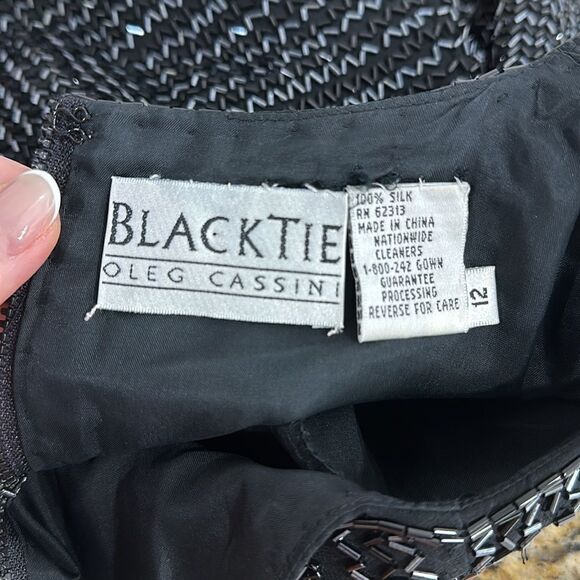 BLACKTIE
OLEG CASSINI
100% SILK
RN 62313
MADE IN CHINA
NATIONWIDE
CLEANERS
1-800-242 GOWN
GUARANTEE
PROCESSING
REVERSE FOR CARE
12